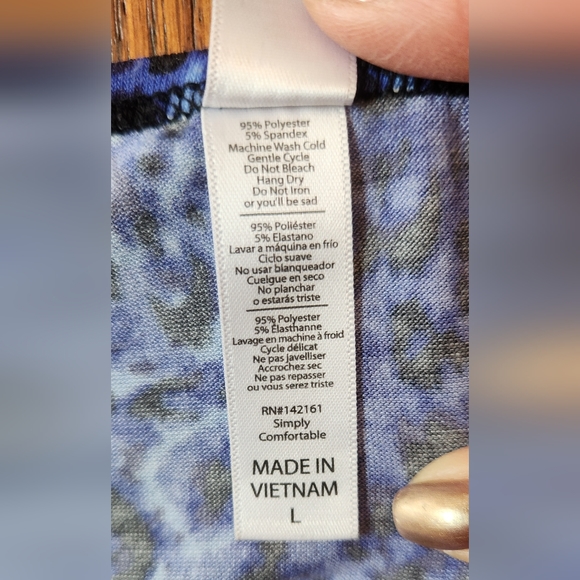 95% Polyester
5% Spandex
Machine Wash Cold
Gentle Cycle
Do Not Bleach
Hang Dry
Do Not Iron
or you'll be sad
95% Poliéster
5% Elastano
Lavar a máquina en frío
Ciclo suave
No usar blanqueador
Cuelgue en seco
No planchar
o estarás triste
95% Polyester
5% Élasthanne
Lavage en machine à froid
Cycle délicat
Ne pas javelliser
Accrochez sec
Ne pas repasser
ou vous serez triste
RN#142161
Simply
Comfortable
MADE IN
VIETNAM
L